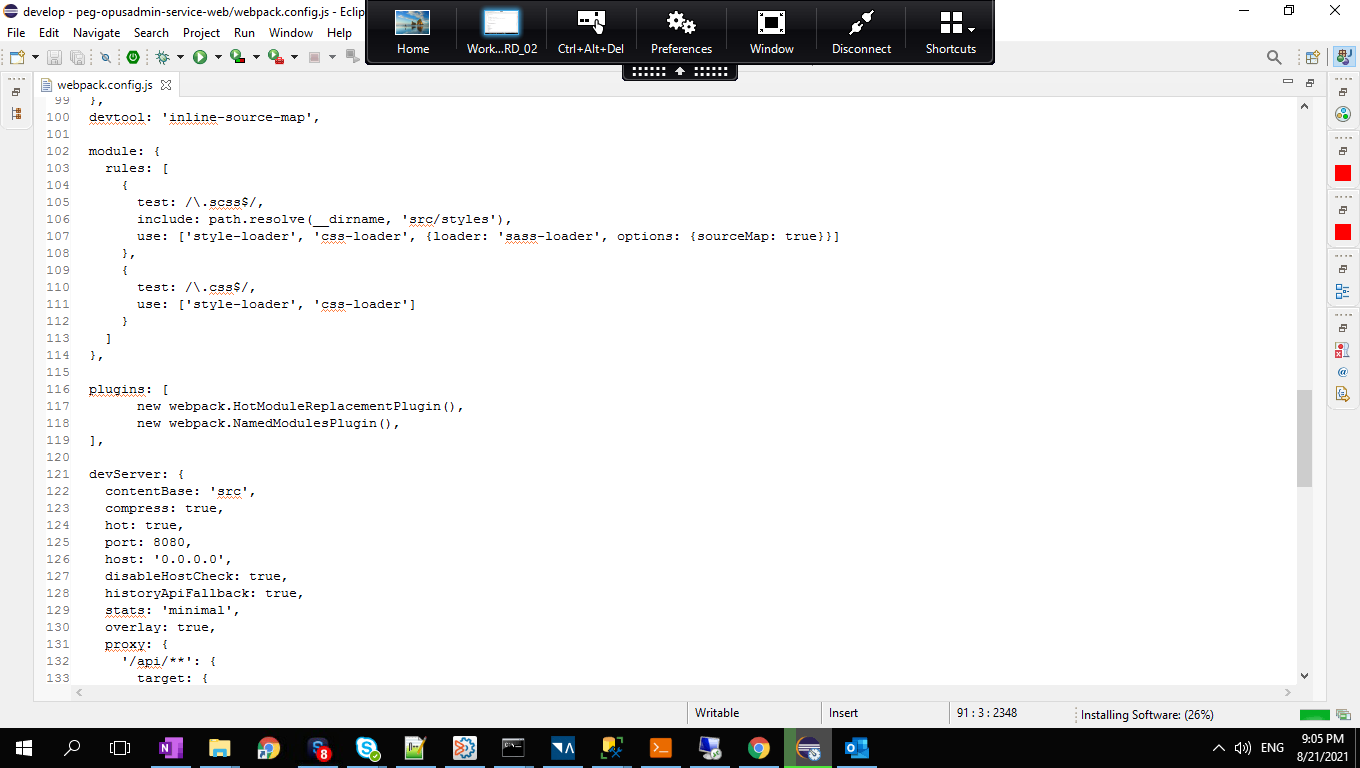 develop - peg-opusadmin-service-web/webpack.config.js - Eclip
File Edit Navigate Search Project Run Window Help
Home
Work...RD_02
Ctrl+Alt+Del
Preferences
Window
Disconnect
Shortcuts
webpack.config.js
99 },
100 devtool: 'inline-source-map',
101
102 module: {
103 rules: [
104 {
105 test: /\.scss$/,
106 include: path.resolve(__dirname, 'src/styles'),
107 use: ['style-loader', 'css-loader', {loader: 'sass-loader', options: {sourceMap: true}}]
108 },
109 {
110 test: /\.css$/,
111 use: ['style-loader', 'css-loader']
112 }
113 ]
114 },
115
116 plugins: [
117 new webpack.HotModuleReplacementPlugin(),
118 new webpack.NamedModulesPlugin(),
119 ],
120
121 devServer: {
122 contentBase: 'src',
123 compress: true,
124 hot: true,
125 port: 8080,
126 host: '0.0.0.0',
127 disableHostCheck: true,
128 historyApiFallback: true,
129 stats: 'minimal',
130 overlay: true,
131 proxy: {
132 '/api/**': {
133 target: {
Writable
Insert
91 : 3 : 2348
Installing Software: (26%)
8
ENG
9:05 PM
8/21/2021